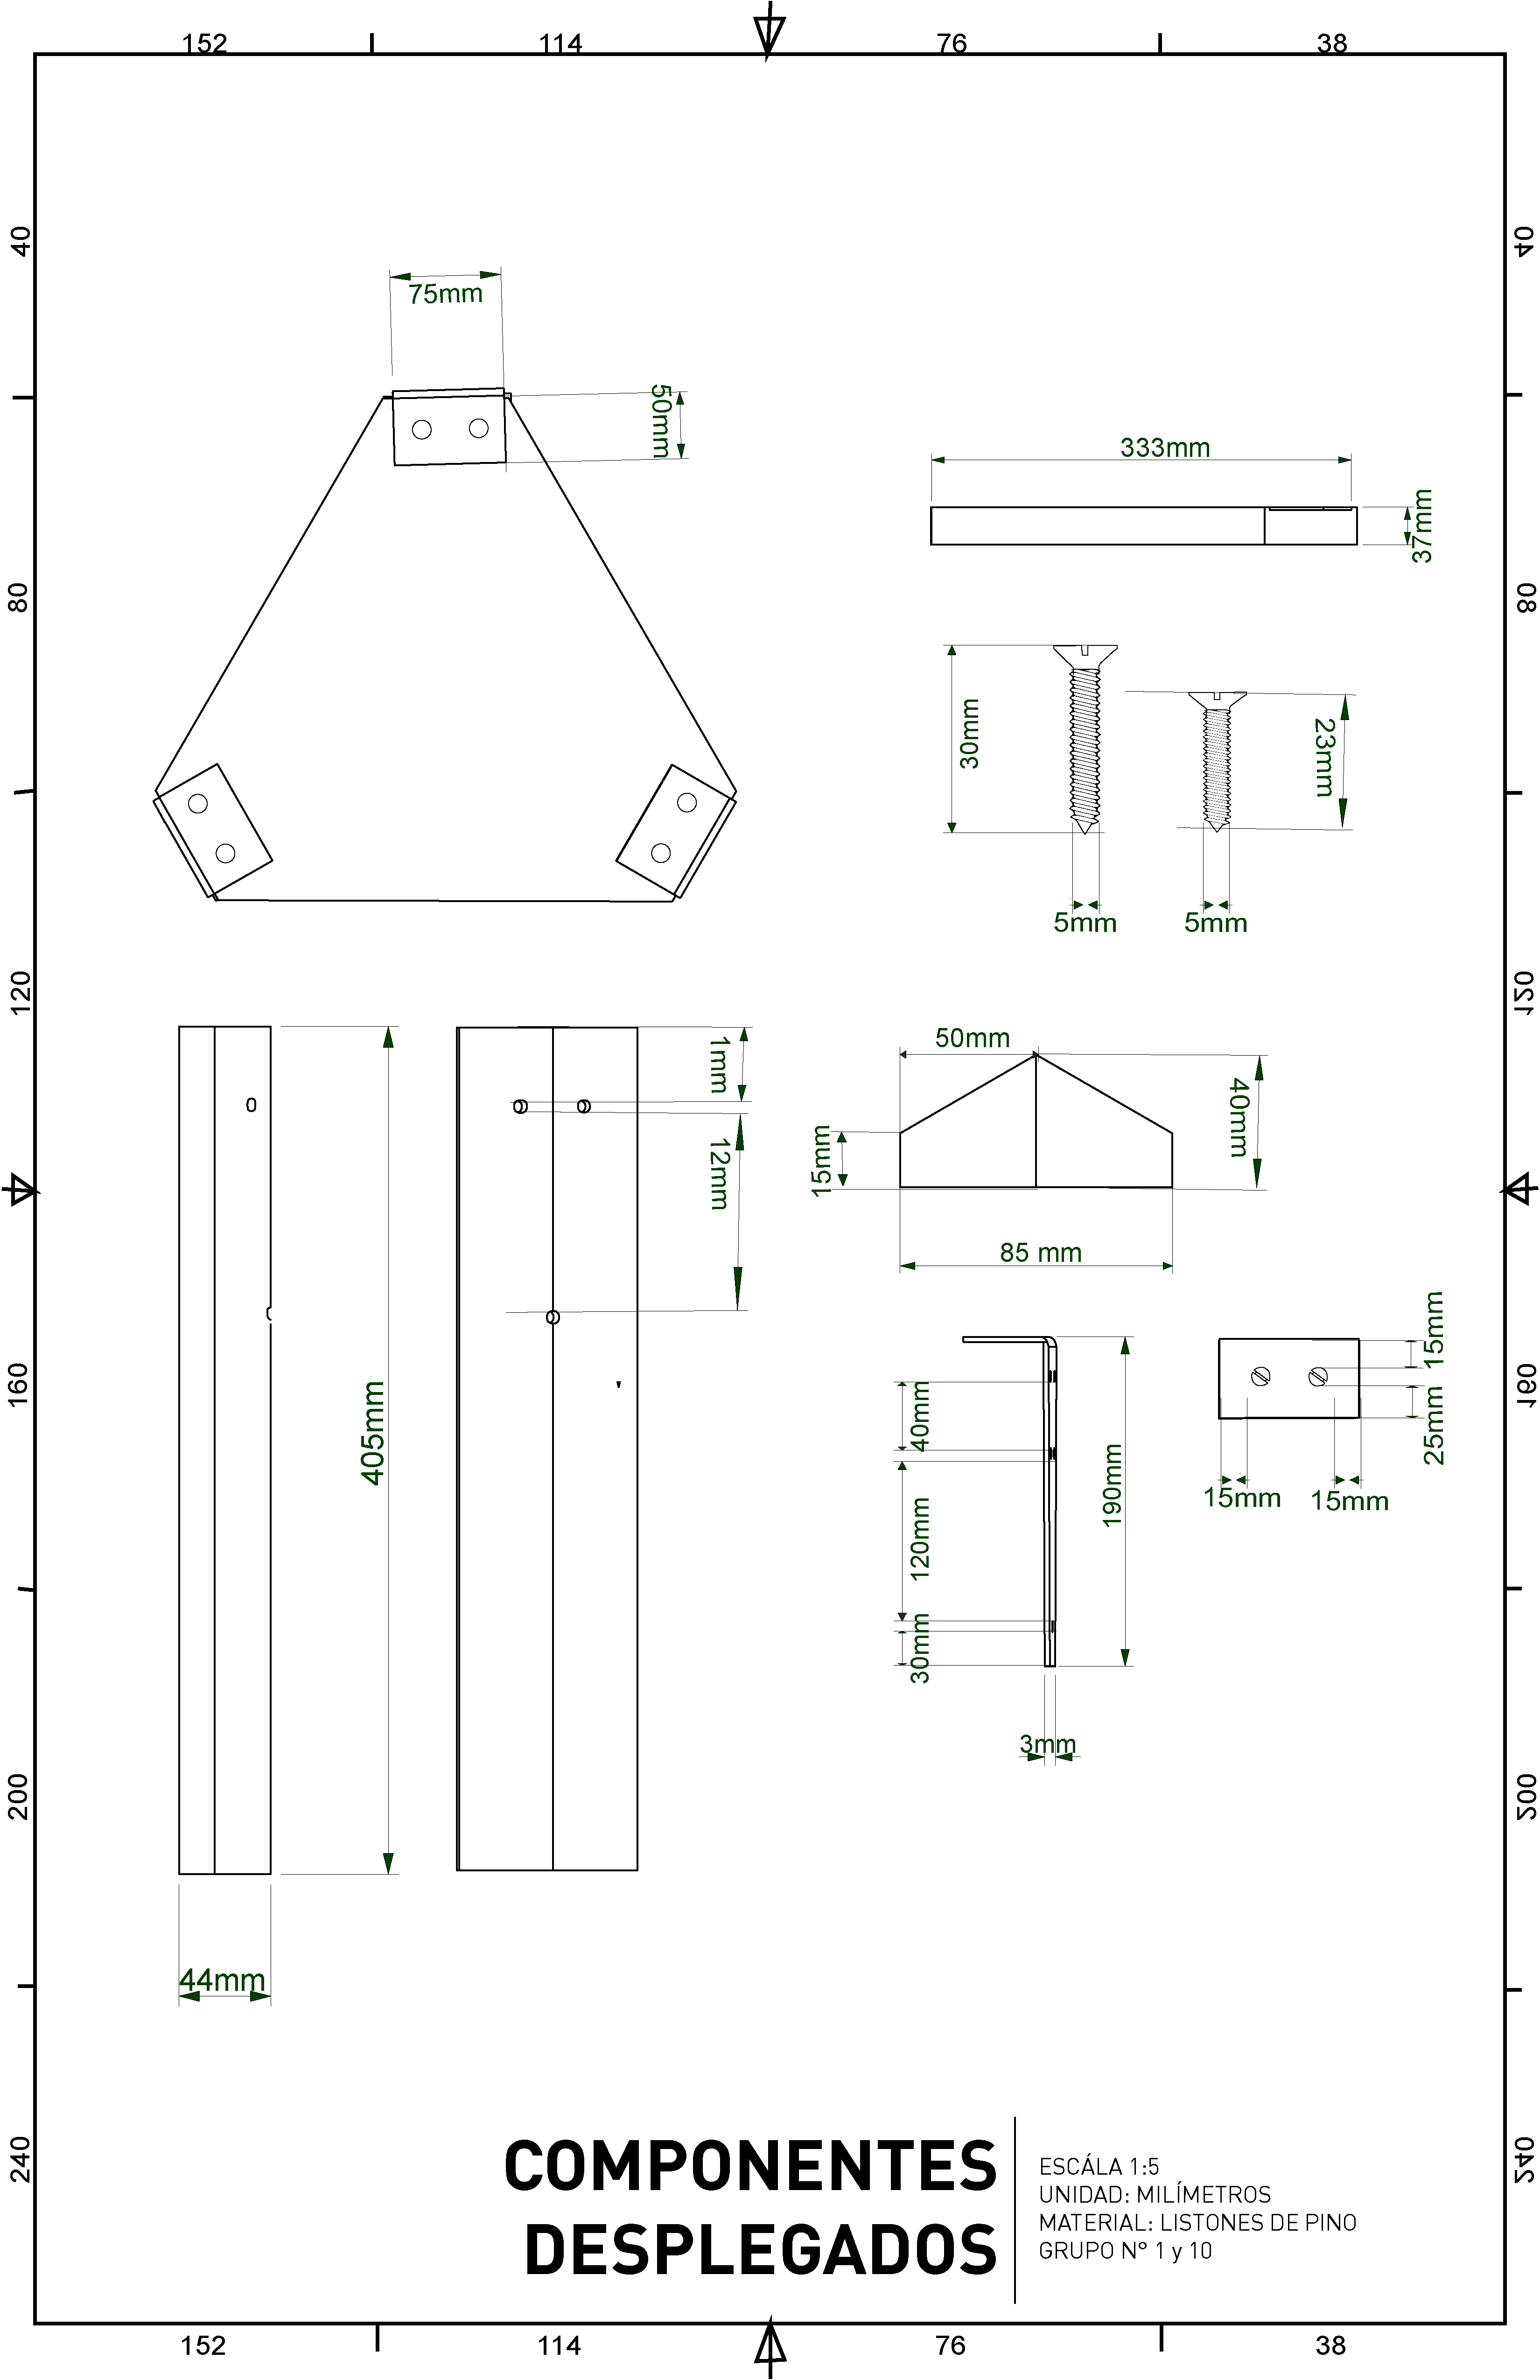 152 114 76 38
40 40
75mm
50mm
333mm
37mm
80 80
30mm
23mm
5mm 5mm
120 120
1mm
50mm
40mm
12mm
15mm
85 mm
15mm
160 160
405mm
40mm
25mm
190mm
15mm 15mm
120mm
30mm
3mm
200 200
44mm
COMPONENTES
DESPLEGADOS
ESCÁLA 1:5
UNIDAD: MILÍMETROS
MATERIAL: LISTONES DE PINO
GRUPO N° 1 y 10
240 240
152 114 76 38